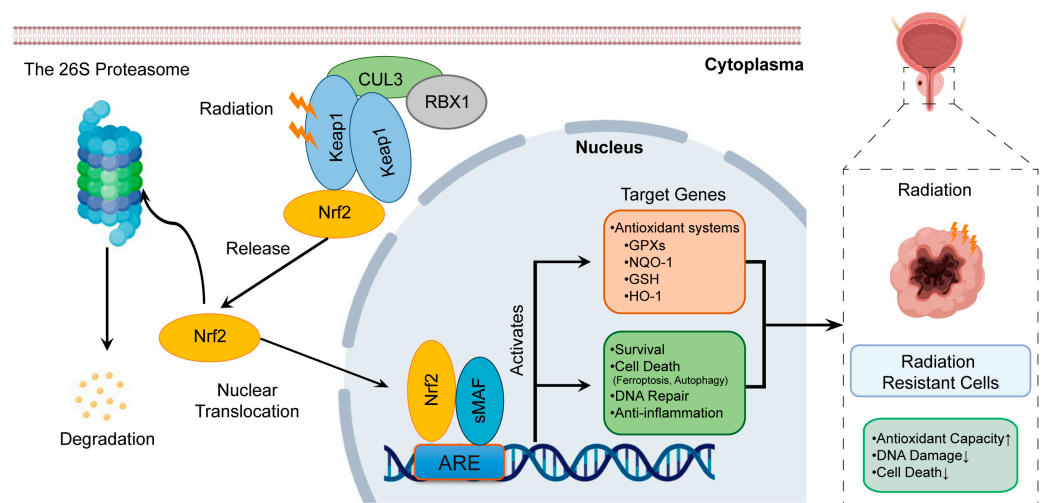 The 26S Proteasome
Cytoplasma
CUL3
RBX1
Radiation
Keap1
Keap1
Nrf2
Release
Nrf2
Nuclear
Translocation
Degradation
Nucleus
Target Genes
•Antioxidant systems
•GPXs
•NQO-1
•GSH
•HO-1
Activates
•Survival
•Cell Death
(Ferroptosis, Autophagy)
•DNA Repair
•Anti-inflammation
Nrf2
sMAF
ARE
Radiation
Radiation
Resistant Cells
•Antioxidant Capacity↑
•DNA Damage↓
•Cell Death↓